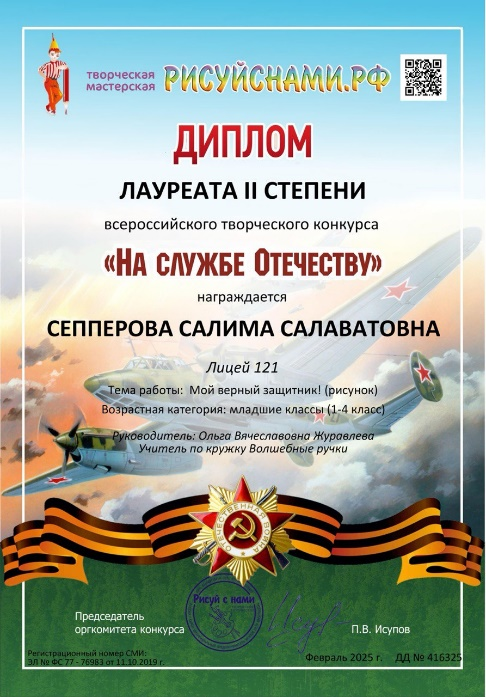 творческая
мастерская
РИСУЙСНАМИ.РФ
ДИПЛОМ
ЛАУРЕАТА II СТЕПЕНИ
всероссийского творческого конкурса
«НА СЛУЖБЕ ОТЕЧЕСТВУ»
награждается
СЕППЕРОВА САЛИМА САЛАВАТОВНА
Лицей 121
Тема работы: Мой верный защитник! (рисунок)
Возрастная категория: младшие классы (1-4 класс)
Руководитель: Ольга Вячеславовна Журавлева
Учитель по кружку Волшебные ручки
ОТЕЧЕСТВЕННАЯ ВОЙНА
Рисуй с нами
Председатель
оргкомитета конкурса
П.В. Исупов
Регистрационный номер СМИ:
ЭЛ № ФС 77 - 76983 от 11.10.2019 г.
Февраль 2025 г. ДД № 416325